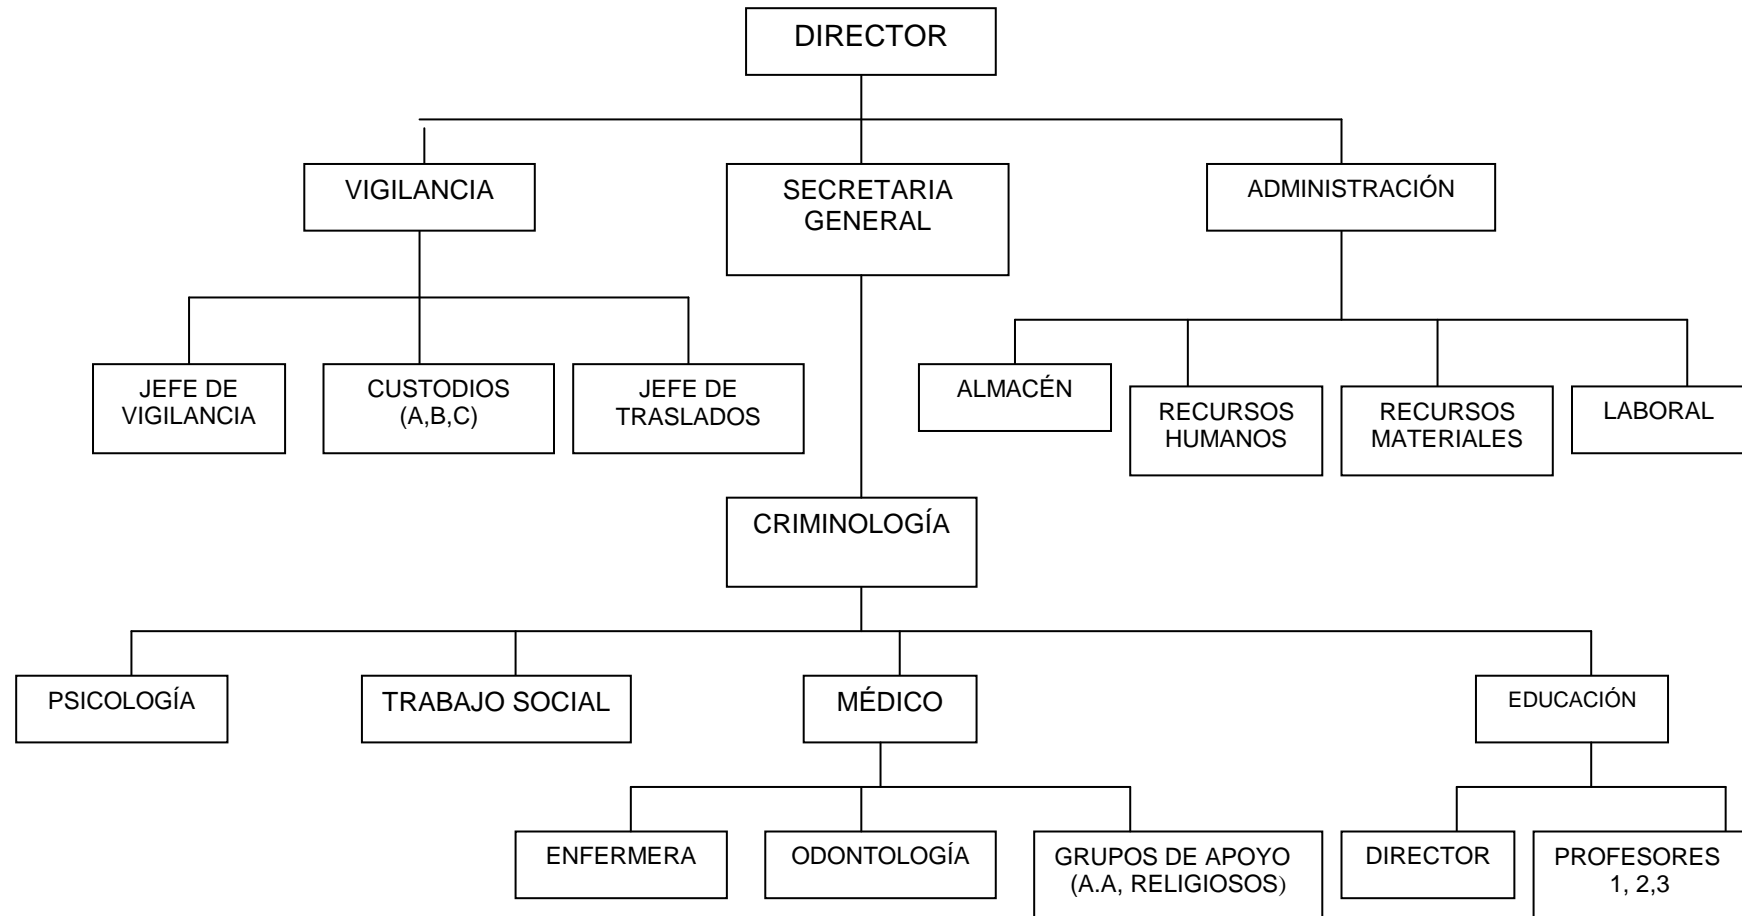 DIRECTOR
VIGILANCIA
SECRETARIA
GENERAL
ADMINISTRACIÓN
JEFE DE
VIGILANCIA
CUSTODIOS
(A,B,C)
JEFE DE
TRASLADOS
ALMACÉN
RECURSOS
HUMANOS
RECURSOS
MATERIALES
LABORAL
CRIMINOLOGÍA
PSICOLOGÍA
TRABAJO SOCIAL
MÉDICO
EDUCACIÓN
ENFERMERA
ODONTOLOGÍA
GRUPOS DE APOYO
(A.A, RELIGIOSOS)
DIRECTOR
PROFESORES
1, 2,3